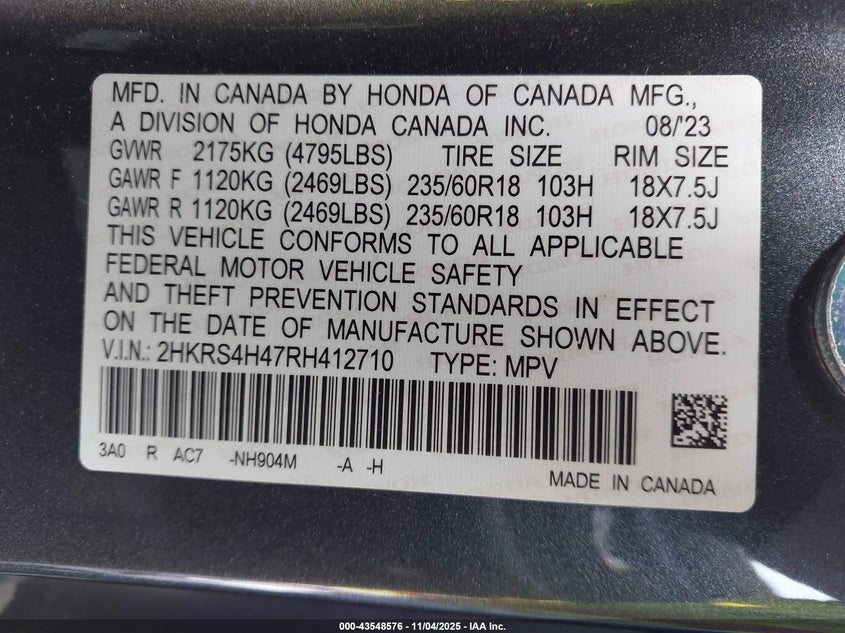 MFD. IN CANADA BY HONDA OF CANADA MFG.,
A DIVISION OF HONDA CANADA INC. 08/'23
GVWR 2175KG (4795LBS) TIRE SIZE RIM SIZE
GAWR F 1120KG (2469LBS) 235/60R18 103H 18X7.5J
GAWR R 1120KG (2469LBS) 235/60R18 103H 18X7.5J
THIS VEHICLE CONFORMS TO ALL APPLICABLE
FEDERAL MOTOR VEHICLE SAFETY
AND THEFT PREVENTION STANDARDS IN EFFECT
ON THE DATE OF MANUFACTURE SHOWN ABOVE.
V.I.N.: 2HKRS4H47RH412710 TYPE: MPV
3A0 R AC7 -NH904M -A -H
MADE IN CANADA
000-43548576 - 11/04/2025 - IAA Inc.